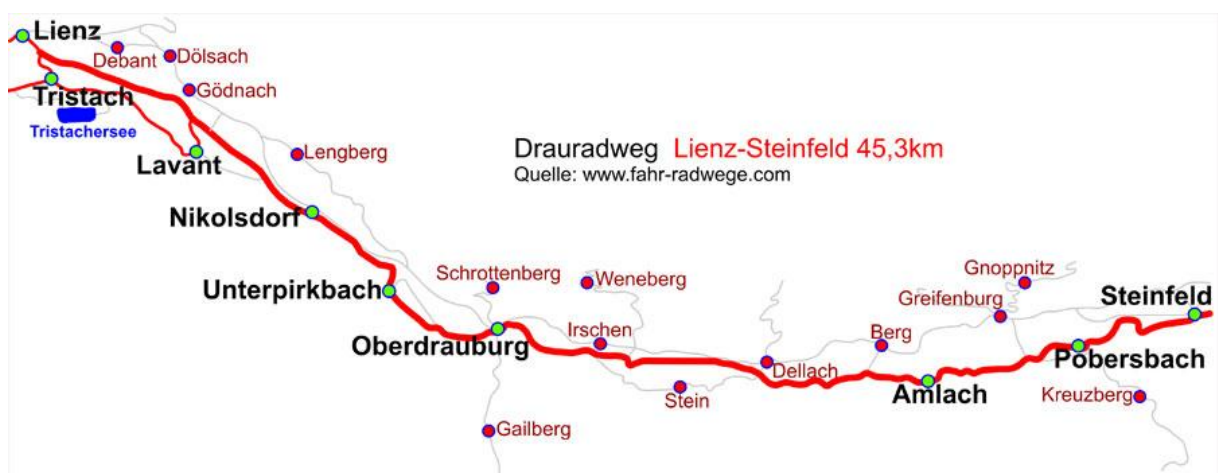 Lienz
Debant
Dölsach
Gödnach
Tristach
Tristachersee
Lavant
Lengberg
Drauradweg Lienz-Steinfeld 45,3km
Quelle: www.fahr-radwege.com
Nikolsdorf
Unterpirkbach
Schrottenberg
Weneberg
Gnoppnitz
Greifenburg
Steinfeld
Oberdrauburg
Irschen
Berg
Pobersbach
Dellach
Stein
Amlach
Kreuzberg
Gailberg